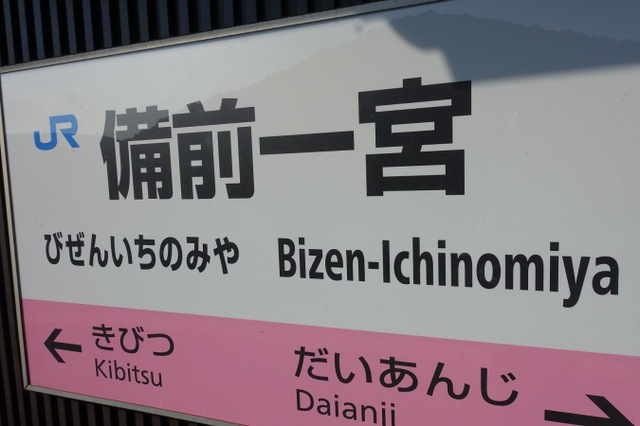 JR 備前一宮
びぜんいちのみや Bizen-Ichinomiya
← きびつ
Kibitsu
だいあんじ →
Daianji